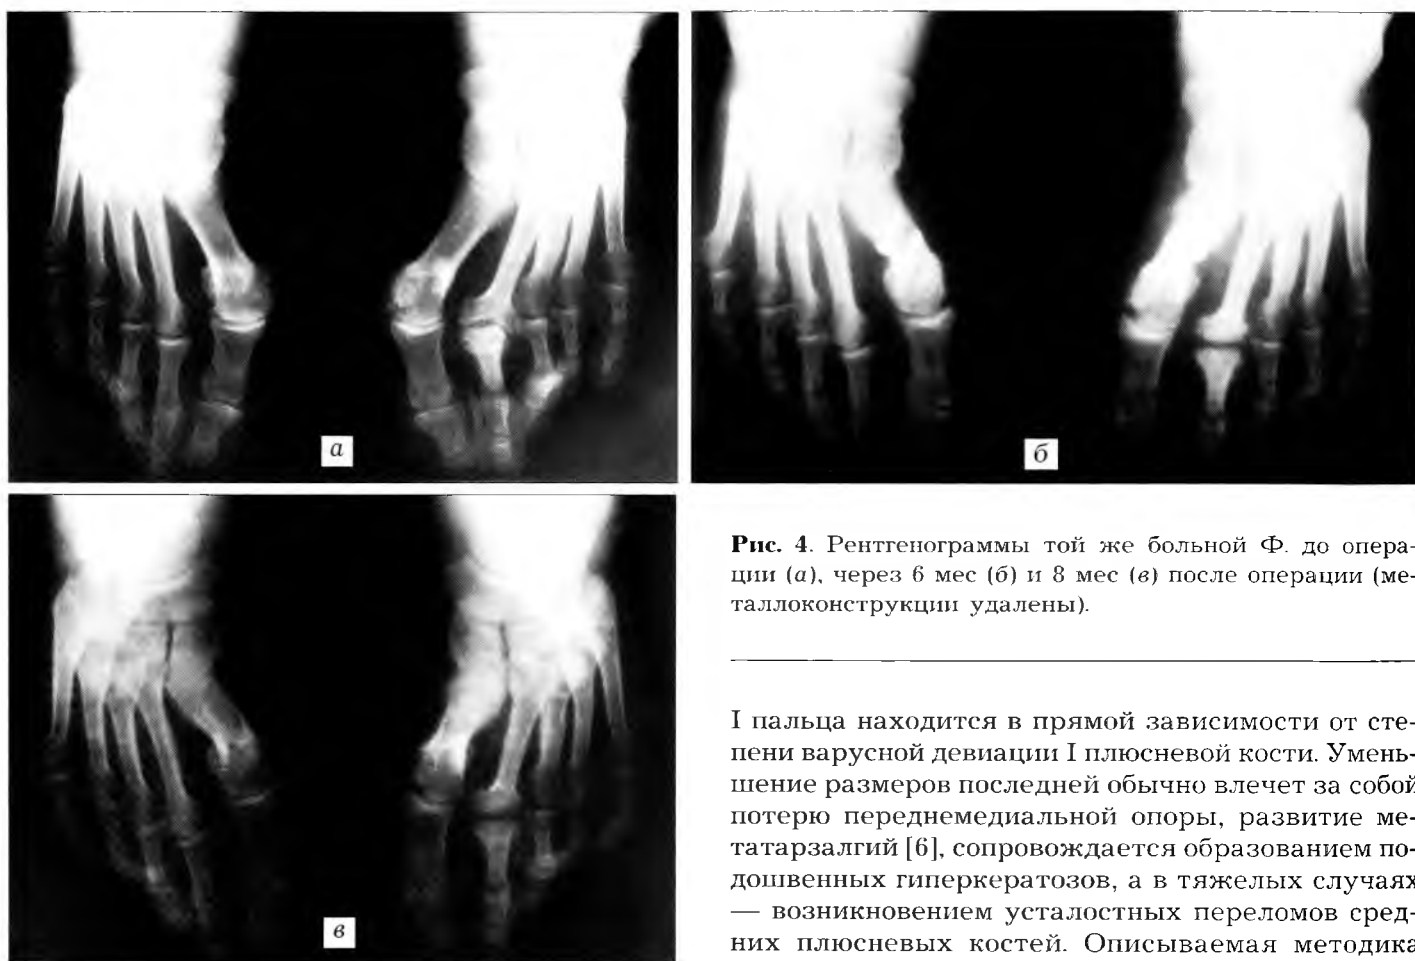 а
б
в
Рис. 4. Рентгенограммы той же больной Ф. до опера-
ции (а), через 6 мес (б) и 8 мес (в) после операции (ме-
таллоконструкции удалены).
I пальца находится в прямой зависимости от сте-
пени варусной девиации I плюсневой кости. Умень-
шение размеров последней обычно влечет за собой
потерю переднемедиальной опоры, развитие ме-
татарзалгий [6], сопровождается образованием по-
дошвенных гиперкератозов, а в тяжелых случаях
— возникновением усталостных переломов сред-
них плюсневых костей. Описываемая методика